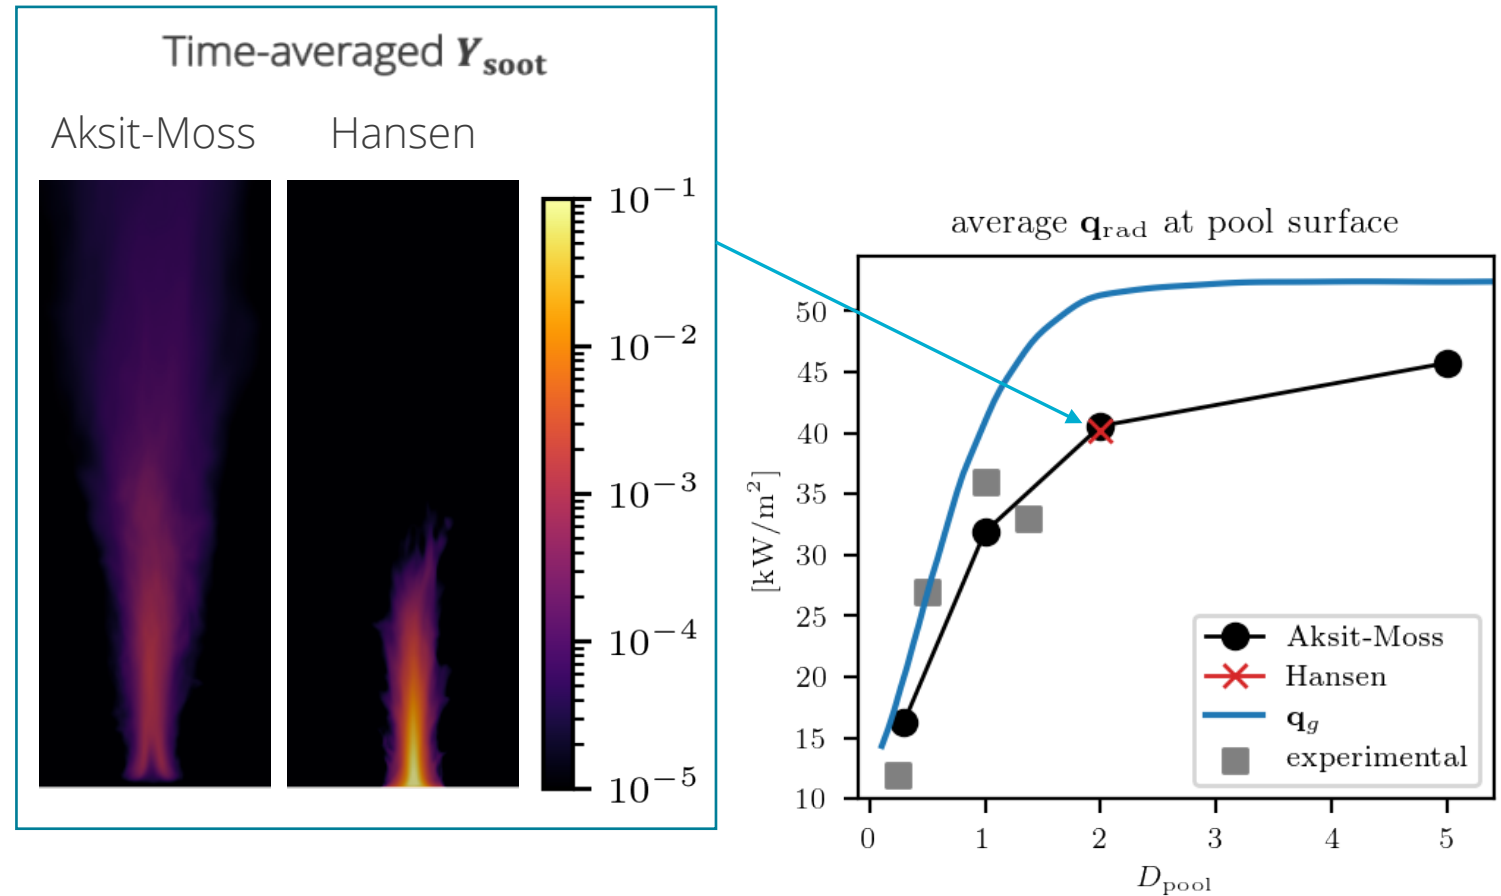 Time-averaged Y_soot
Aksit-Moss Hansen
10^−1
10^−2
10^−3
10^−4
10^−5
average q_rad at pool surface
[kW/m^2]
50
45
40
35
30
25
20
15
10
0 1 2 3 4 5
D_pool
Aksit-Moss
Hansen
q_g
experimental